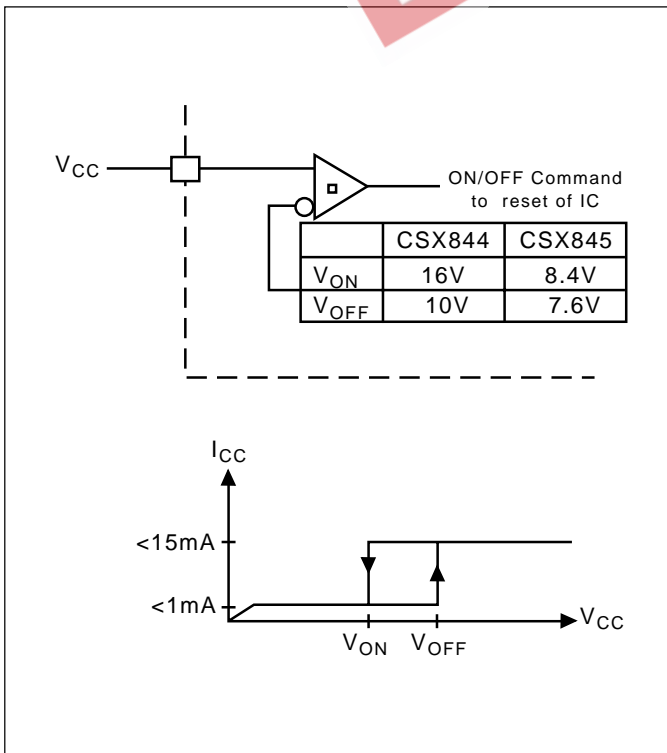 VCC
ON/OFF Command
to reset of IC
CSX844 CSX845
VON 16V 8.4V
VOFF 10V 7.6V
ICC
<15mA
<1mA
VCC
VON VOFF